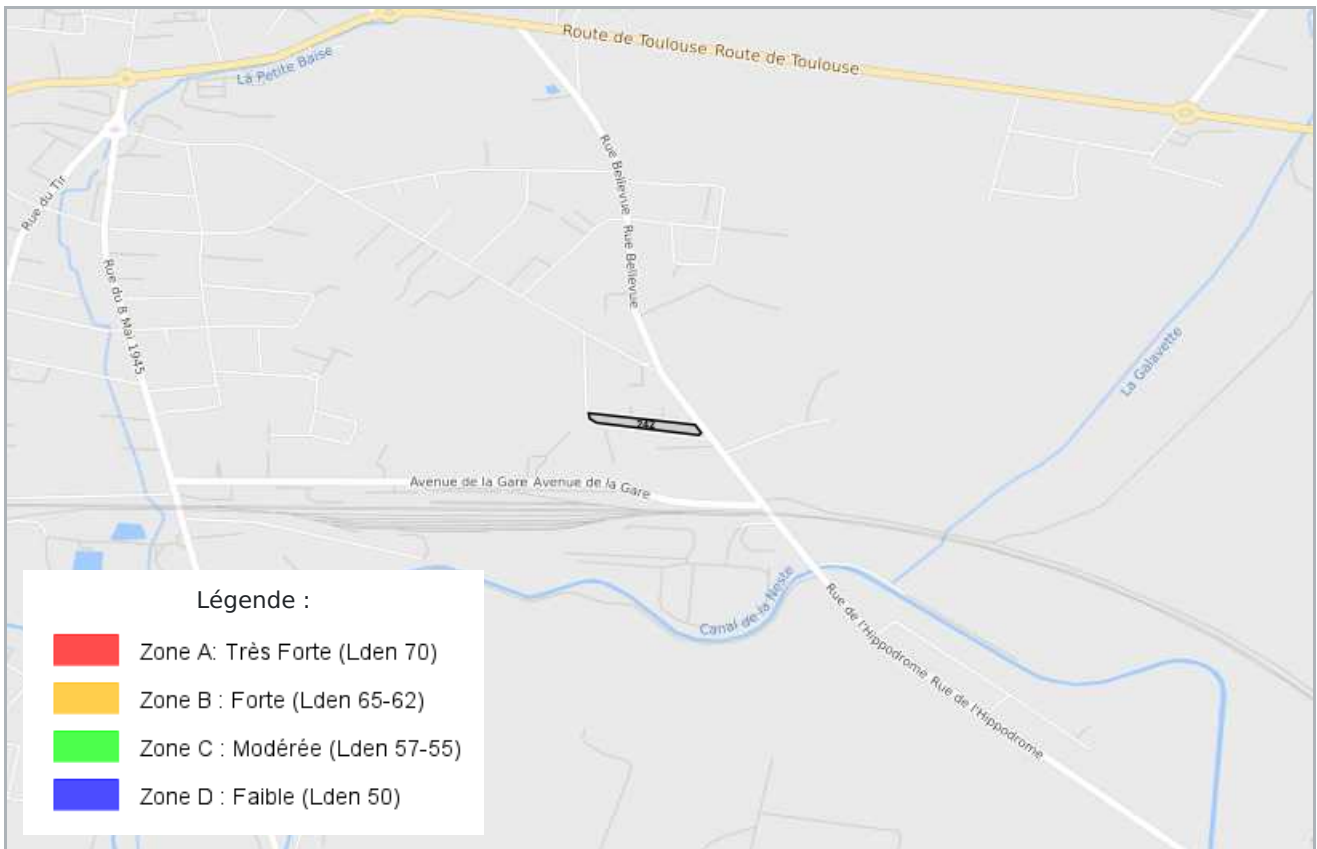 Route de Toulouse Route de Toulouse
La Petite Baïse
Rue du Tir
Rue Bellevue Rue Bellevue
Rue du 8 Mai 1945
La Galavette
242
Avenue de la Gare Avenue de la Gare
Canal de la Neste
Rue de l'Hippodrome Rue de l'Hippodrome
Légende :
Zone A: Très Forte (Lden 70)
Zone B : Forte (Lden 65-62)
Zone C : Modérée (Lden 57-55)
Zone D : Faible (Lden 50)